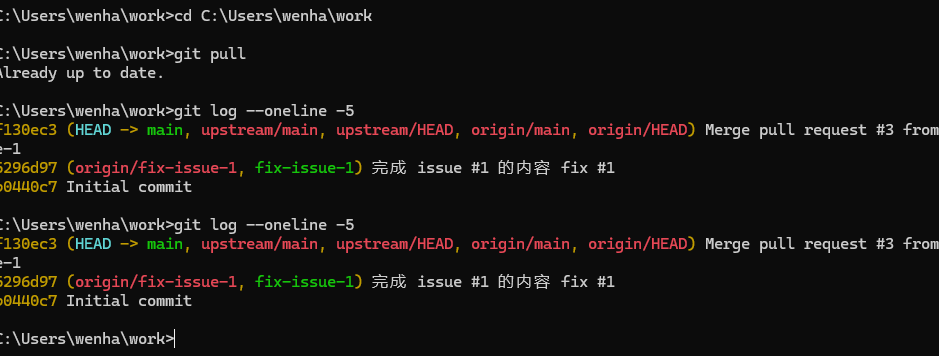 C:\Users\wenha\work>cd C:\Users\wenha\work
C:\Users\wenha\work>git pull
Already up to date.
C:\Users\wenha\work>git log --oneline -5
f130ec3 (HEAD -> main, upstream/main, upstream/HEAD, origin/main, origin/HEAD) Merge pull request #3 from
e-1
6296d97 (origin/fix-issue-1, fix-issue-1) 完成 issue #1 的内容 fix #1
b0440c7 Initial commit
C:\Users\wenha\work>git log --oneline -5
f130ec3 (HEAD -> main, upstream/main, upstream/HEAD, origin/main, origin/HEAD) Merge pull request #3 from
e-1
6296d97 (origin/fix-issue-1, fix-issue-1) 完成 issue #1 的内容 fix #1
b0440c7 Initial commit
C:\Users\wenha\work>